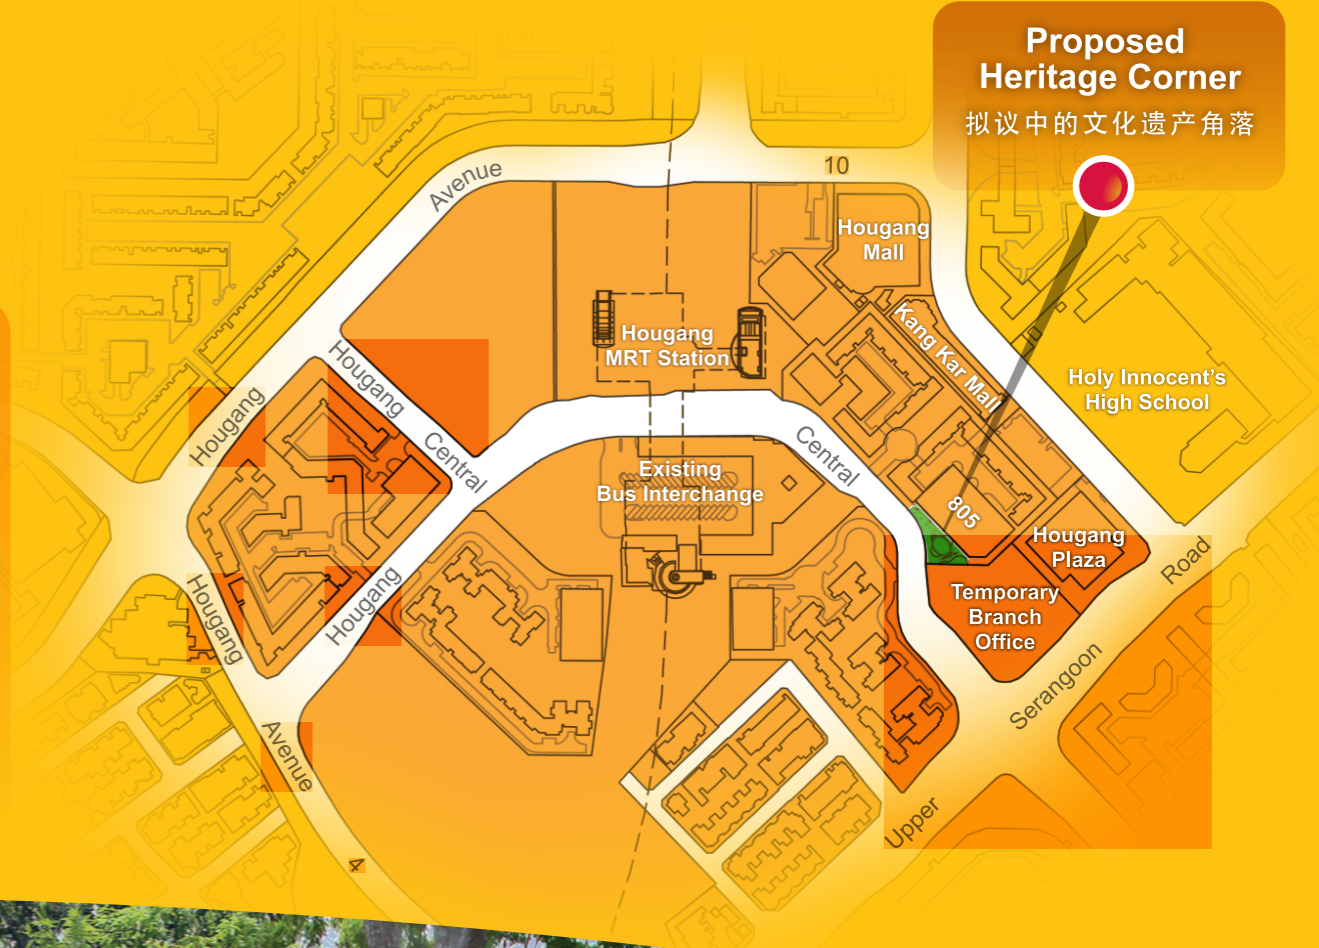 Proposed
Heritage Corner
拟议中的文化遗产角落
Avenue
10
Hougang
Mall
Kang Kar Mall
Hougang
MRT Station
Holy Innocent's
High School
Hougang
Central
Hougang
Central
Existing
Bus Interchange
805
Hougang
Plaza
Road
Temporary
Branch
Office
Hougang
Hougang
Serangoon
Avenue
Upper
4